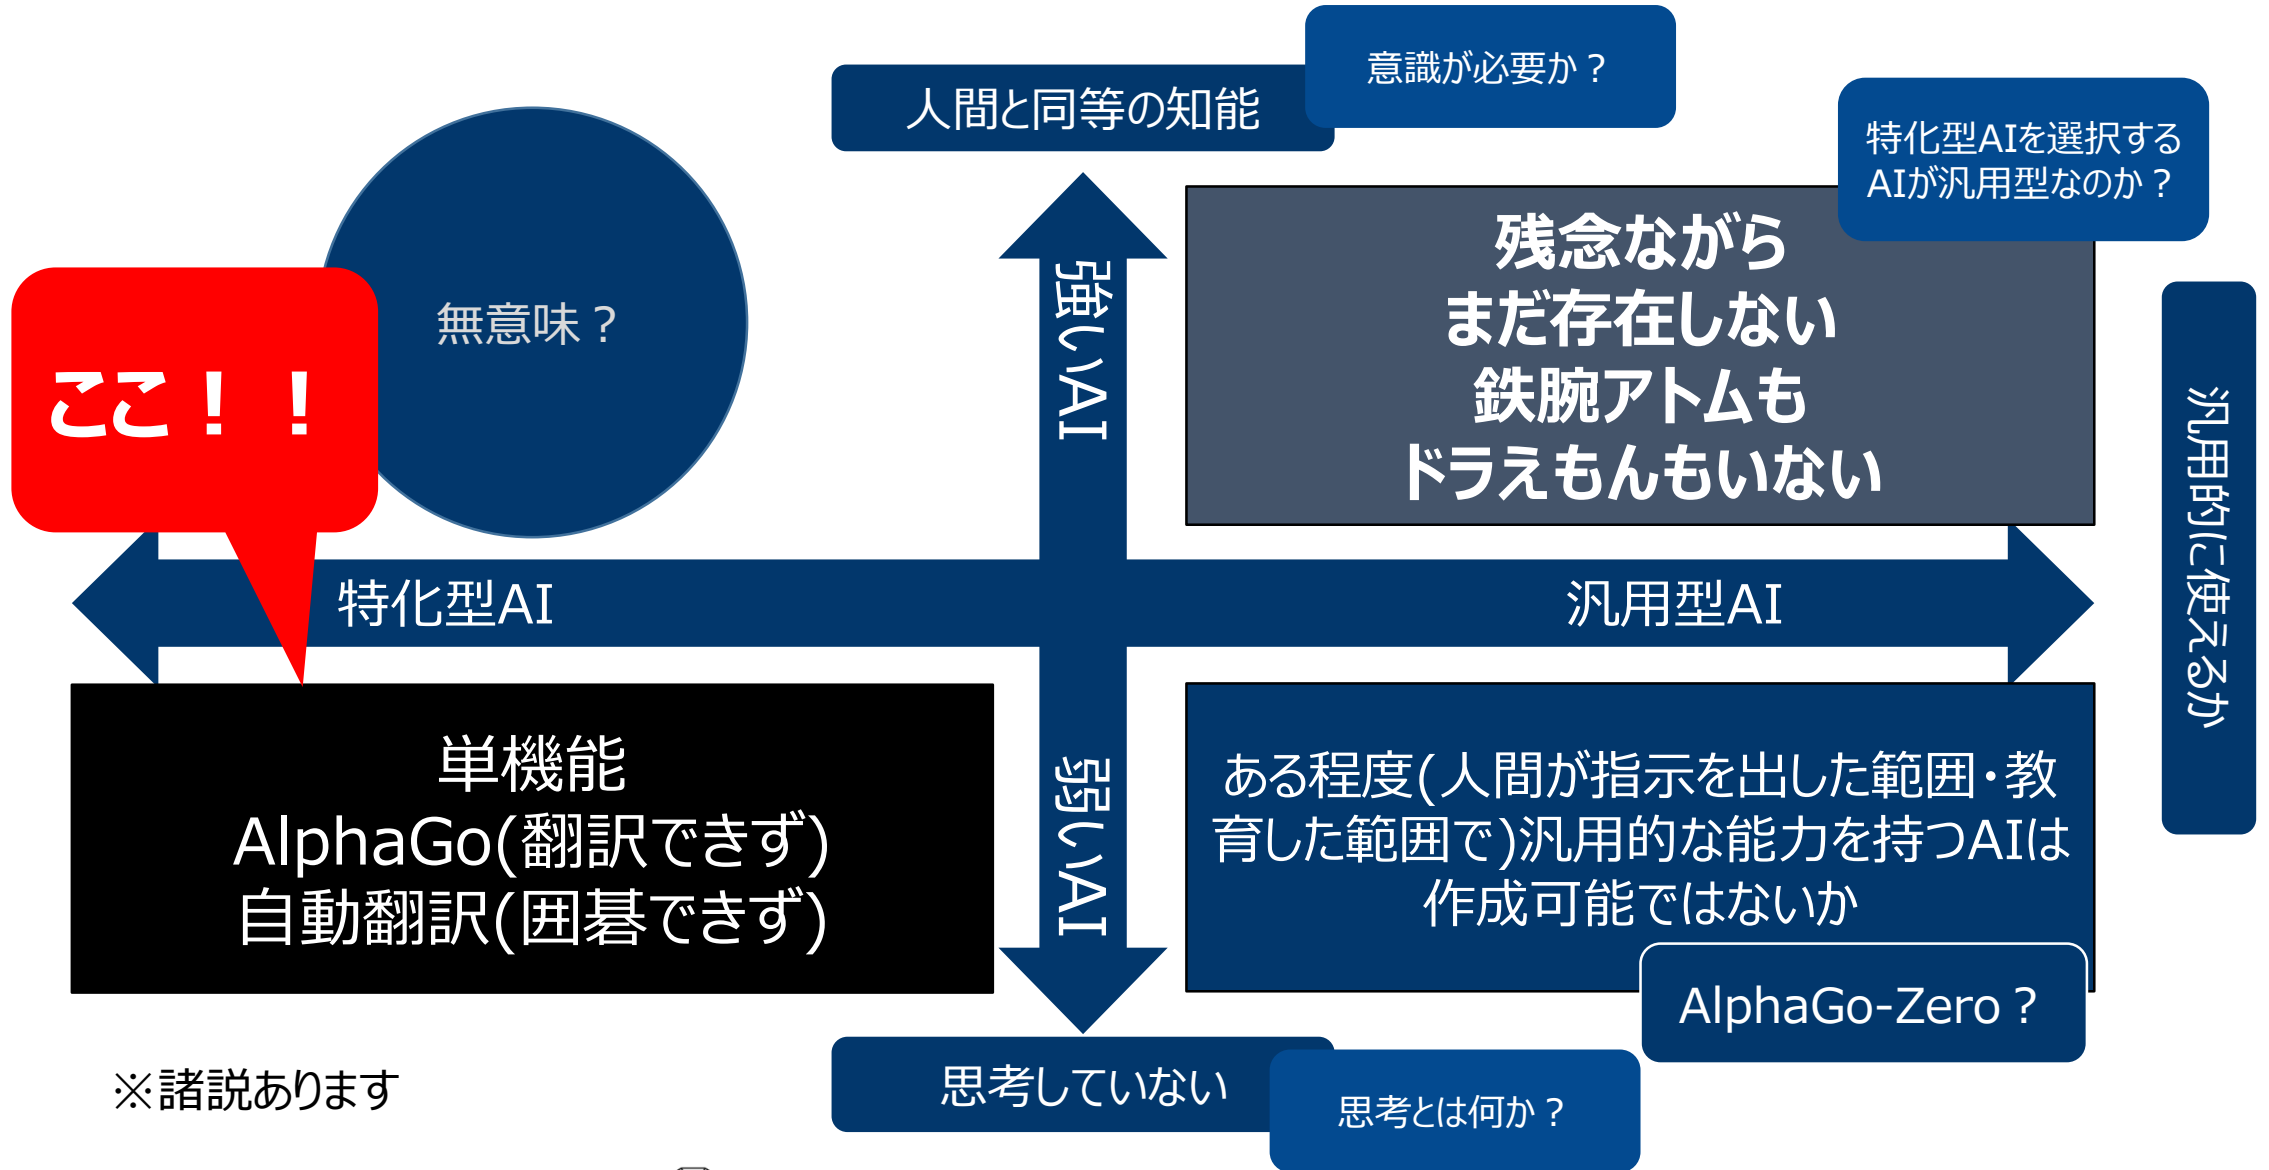 意識が必要か？
人間と同等の知能
特化型AIを選択する
AIが汎用型なのか？
無意味？
ここ！！
強いAI
残念ながら
まだ存在しない
鉄腕アトムも
ドラえもんもいない
汎用的に使えるか
特化型AI
汎用型AI
単機能
AlphaGo(翻訳できず)
自動翻訳(囲碁できず)
弱いAI
ある程度(人間が指示を出した範囲・教
育した範囲で)汎用的な能力を持つAIは
作成可能ではないか
AlphaGo-Zero？
思考していない
思考とは何か？
※諸説あります